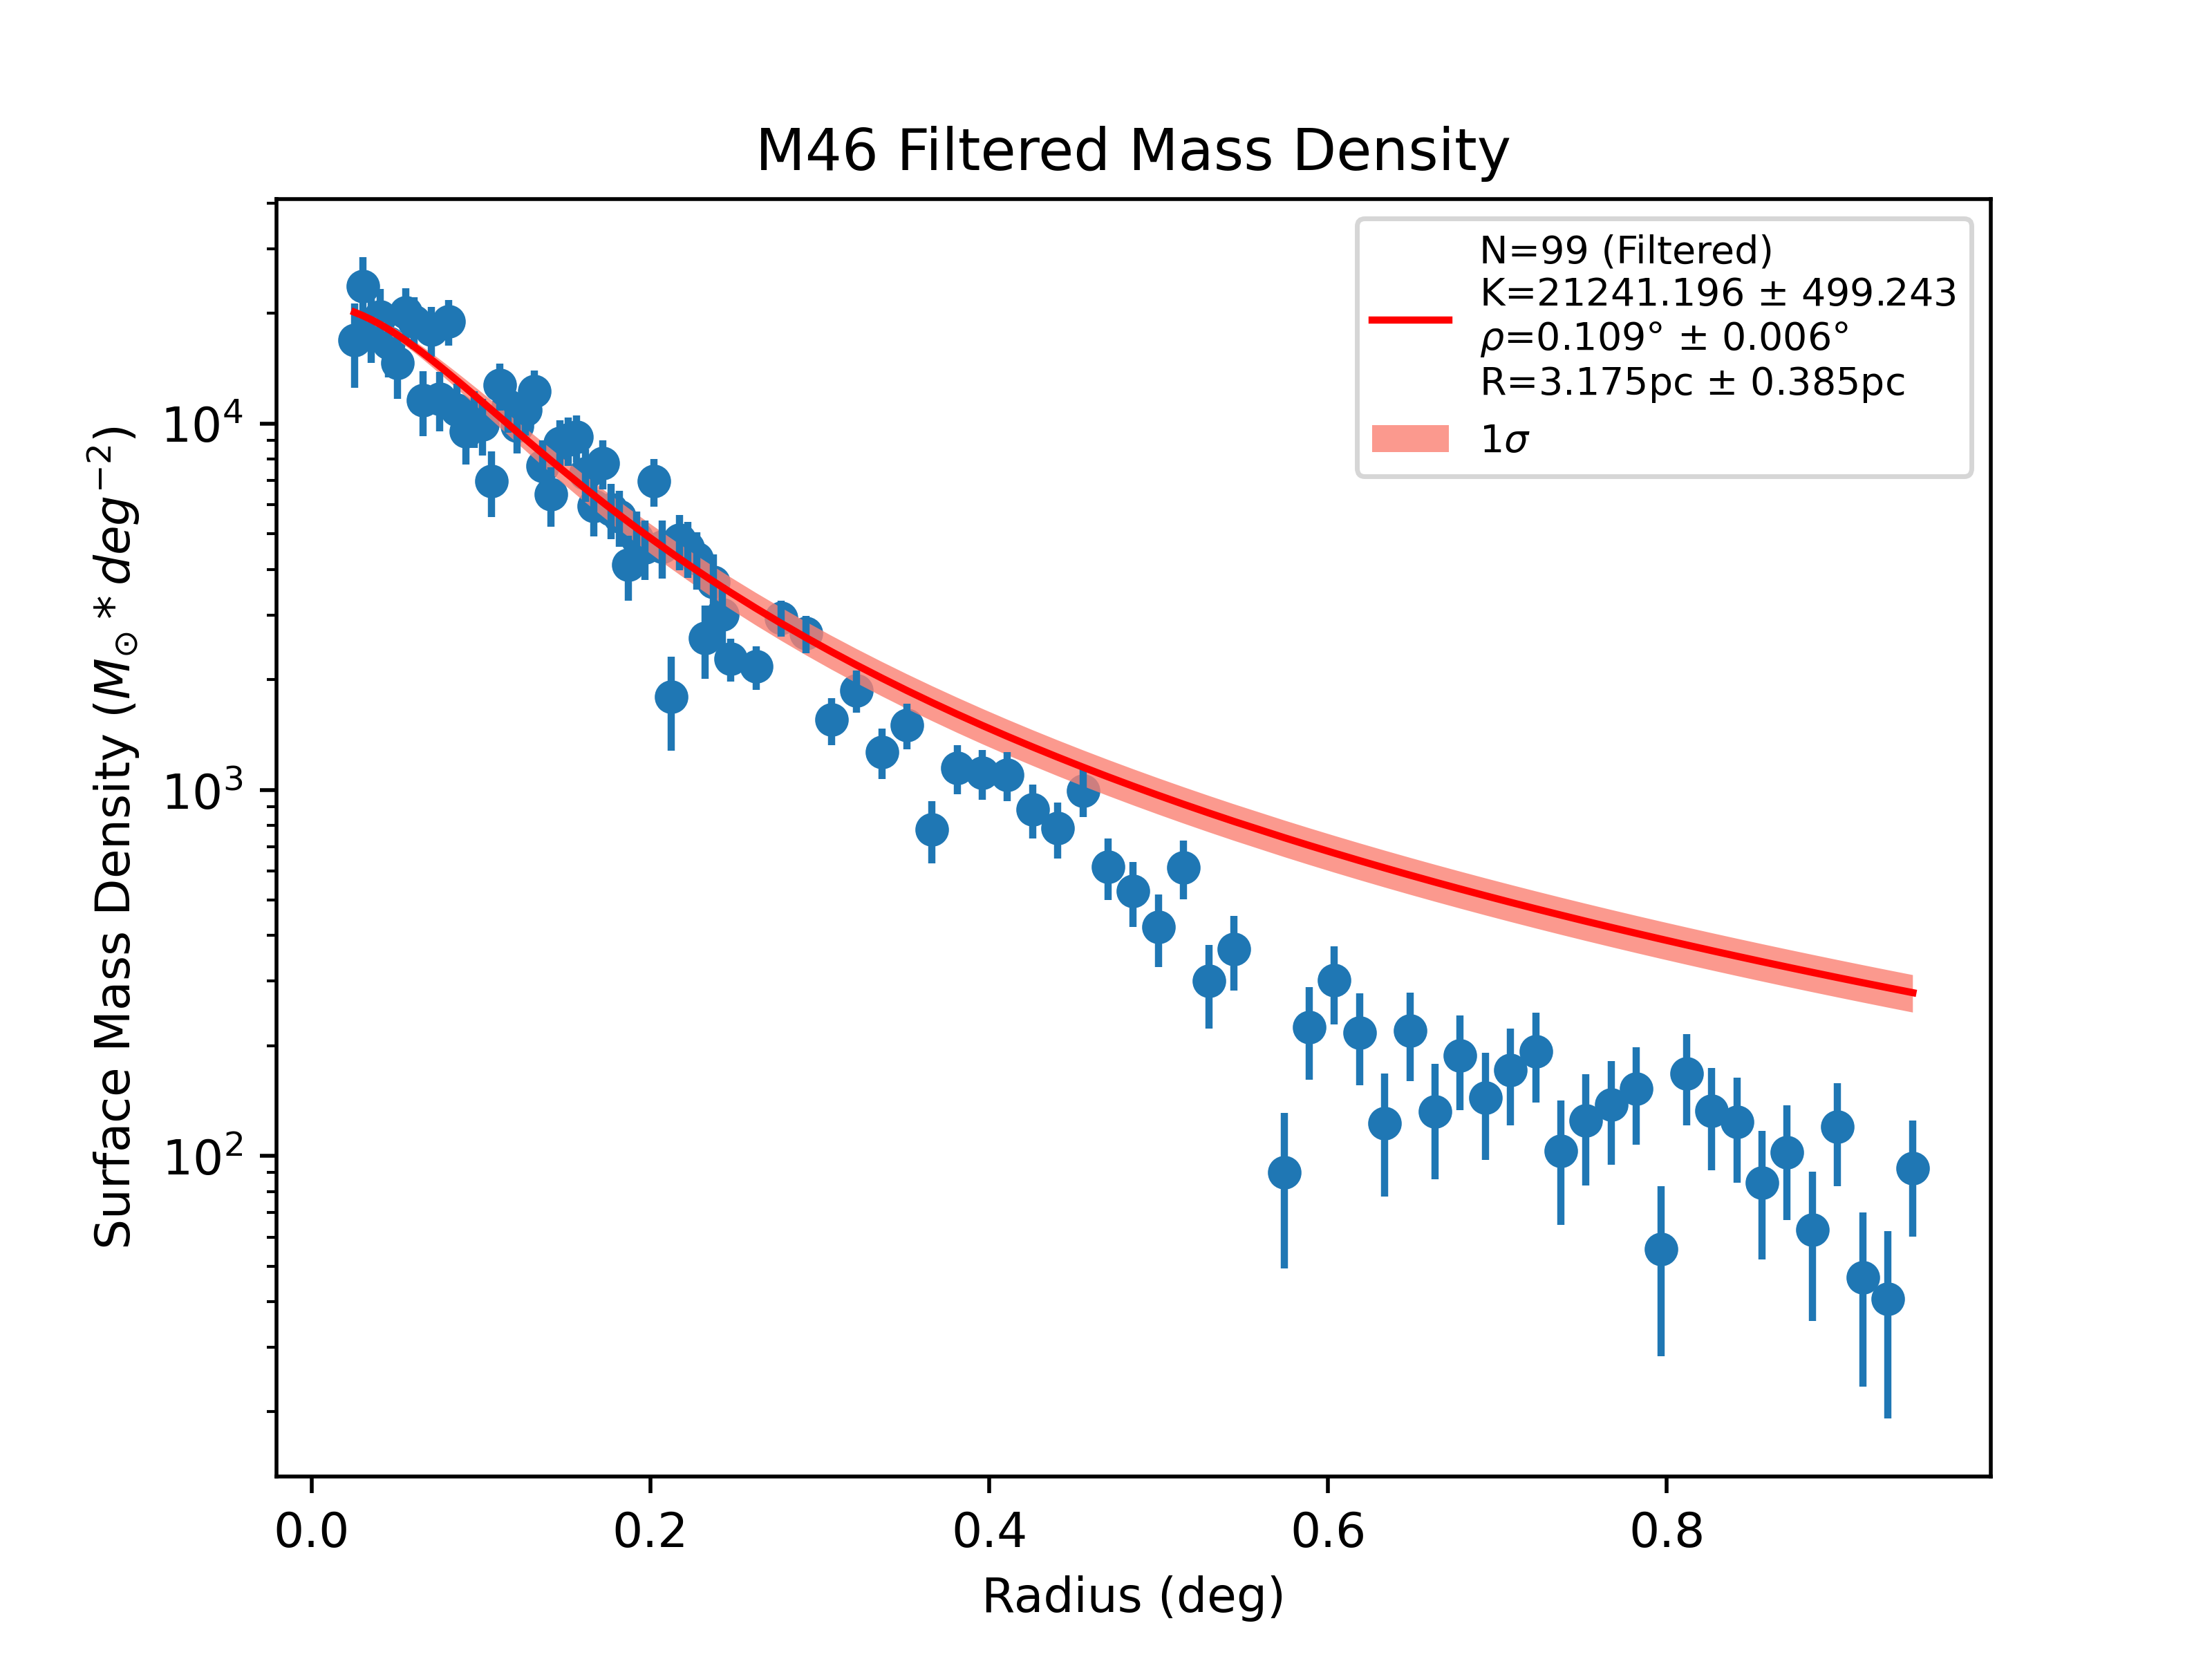 M46 Filtered Mass Density
N=99 (Filtered)
K=21241.196 ± 499.243
ρ=0.109° ± 0.006°
R=3.175pc ± 0.385pc
1σ
Surface Mass Density (M⊙ * deg⁻²)
10⁴
10³
10²
0.0 0.2 0.4 0.6 0.8
Radius (deg)